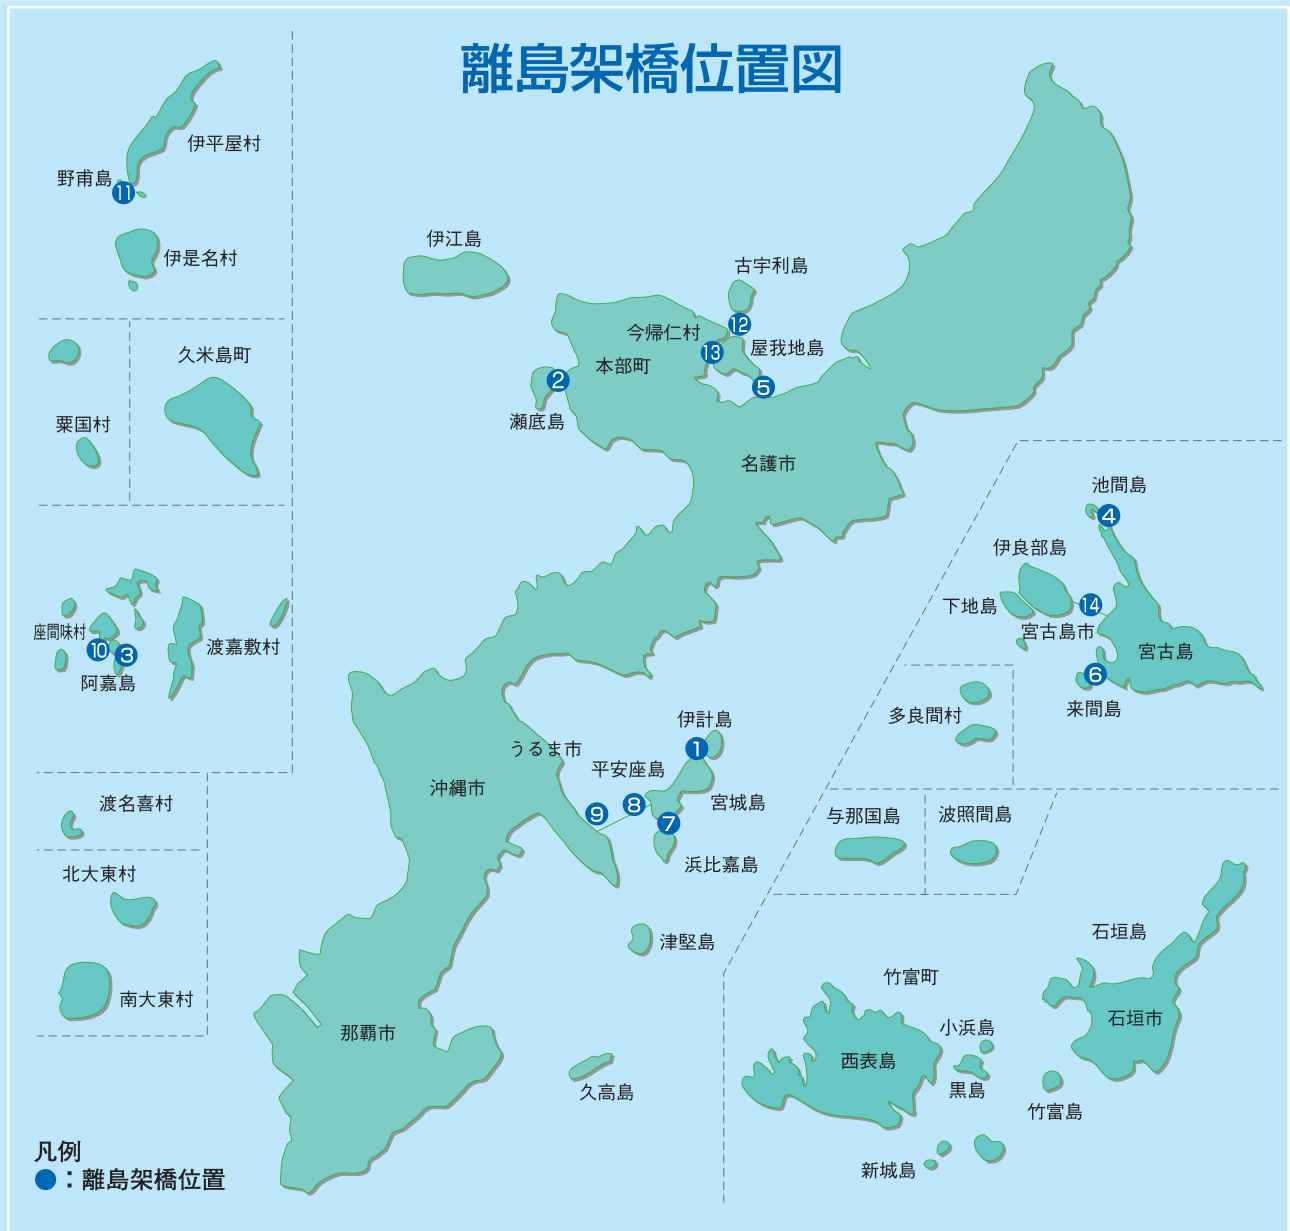 離島架橋位置図
伊平屋村
野甫島
11
伊是名村
久米島町
粟国村
座間味村
10
3
阿嘉島
渡嘉敷村
渡名喜村
北大東村
南大東村
伊江島
古宇利島
12
今帰仁村
13
屋我地島
本部町
2
5
瀬底島
名護市
池間島
4
伊良部島
下地島
14
宮古島市
宮古島
6
来間島
多良間村
伊計島
1
うるま市
平安座島
沖縄市
8
9
宮城島
7
浜比嘉島
与那国島
波照間島
津堅島
石垣島
竹富町
石垣市
那覇市
小浜島
西表島
久高島
黒島
竹富島
新城島
凡例
●：離島架橋位置